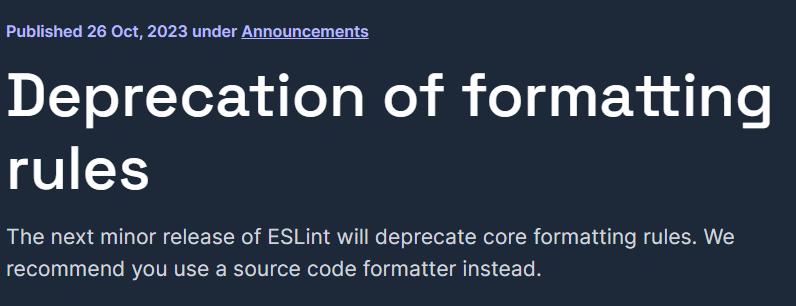 Published 26 Oct, 2023 under Announcements
Deprecation of formatting
rules
The next minor release of ESLint will deprecate core formatting rules. We
recommend you use a source code formatter instead.